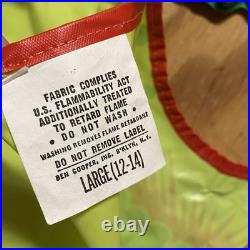 FABRIC COMPLIES
U.S. FLAMMABILITY ACT
ADDITIONALLY TREATED
TO RETARD FLAME
• DO NOT WASH •
WASHING REMOVES FLAME RETARDANT
DO NOT REMOVE LABEL
BEN COOPER, INC. B'KLYN, N.Y.
LARGE (12-14)